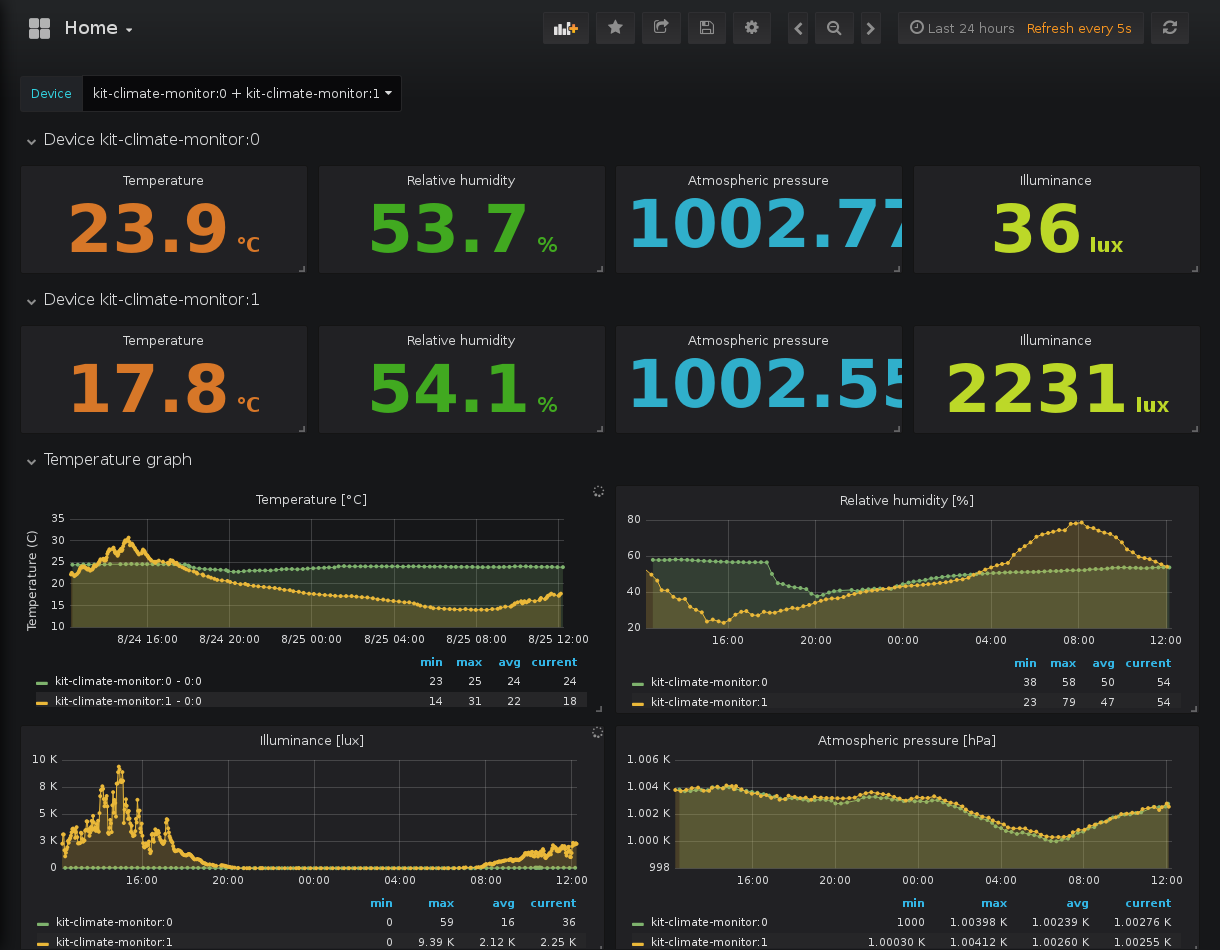 Home
Last 24 hours Refresh every 5s
Device kit-climate-monitor:0 + kit-climate-monitor:1
Device kit-climate-monitor:0
Temperature Relative humidity Atmospheric pressure Illuminance
23.9 °C 53.7 % 1002.77 36 lux
Device kit-climate-monitor:1
Temperature Relative humidity Atmospheric pressure Illuminance
17.8 °C 54.1 % 1002.55 2231 lux
Temperature graph
Temperature [°C]
Temperature (C)
35
30
25
20
15
10
8/24 16:00 8/24 20:00 8/25 00:00 8/25 04:00 8/25 08:00 8/25 12:00
min max avg current
kit-climate-monitor:0 - 0:0 23 25 24 24
kit-climate-monitor:1 - 0:0 14 31 22 18
Relative humidity [%]
80
60
40
20
16:00 20:00 00:00 04:00 08:00 12:00
min max avg current
kit-climate-monitor:0 38 58 50 54
kit-climate-monitor:1 23 79 47 54
Illuminance [lux]
10 K
8 K
5 K
3 K
0
16:00 20:00 00:00 04:00 08:00 12:00
min max avg current
kit-climate-monitor:0 0 59 16 36
kit-climate-monitor:1 0 9.39 K 2.12 K 2.25 K
Atmospheric pressure [hPa]
1.006 K
1.004 K
1.002 K
1.000 K
998
16:00 20:00 00:00 04:00 08:00 12:00
min max avg current
kit-climate-monitor:0 1000 1.00398 K 1.00239 K 1.00276 K
kit-climate-monitor:1 1.00030 K 1.00412 K 1.00260 K 1.00255 K